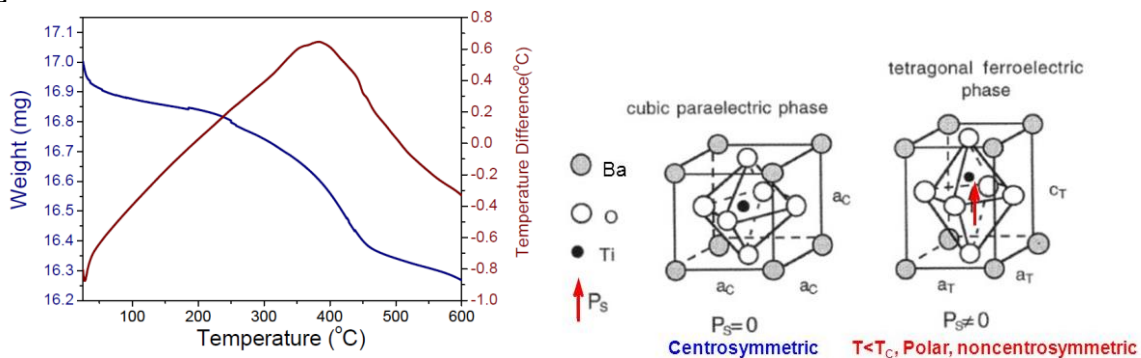 17.1
17.0
16.9
16.8
16.7
16.6
16.5
16.4
16.3
16.2
Weight (mg)
100 200 300 400 500 600
Temperature (°C)
0.8
0.6
0.4
0.2
0.0
-0.2
-0.4
-0.6
-0.8
-1.0
Temperature Difference(°C)
Ba
O
Ti
PS
cubic paraelectric phase
aC
aC aC
PS=0
Centrosymmetric
tetragonal ferroelectric
phase
cT
aT aT
PS≠0
T<TC, Polar, noncentrosymmetric